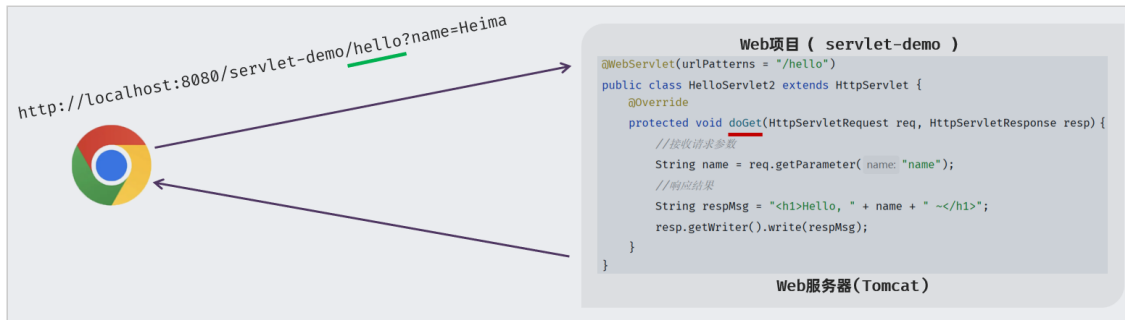 http://localhost:8080/servlet-demo/hello?name=Heima
Web项目 ( servlet-demo )
@WebServlet(urlPatterns = "/hello")
public class HelloServlet2 extends HttpServlet {
@Override
protected void doGet(HttpServletRequest req, HttpServletResponse resp){
//接收请求参数
String name = req.getParameter( name: "name");
//响应结果
String respMsg = "<h1>Hello, " + name + " ~</h1>";
resp.getWriter().write(respMsg);
}
}
Web服务器(Tomcat)